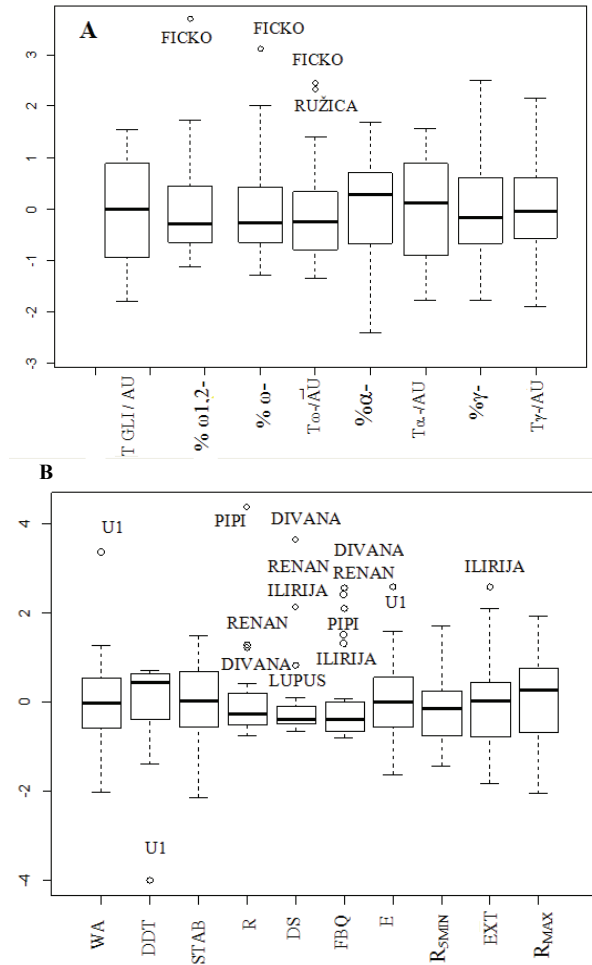 A
FICKO
FICKO
FICKO
RUŽICA
3
2
1
0
-1
-2
-3
T GLI / AU
% ω1,2-
% ω-
Tω-/AU
%α-
Tα.-/AU
%γ-
Tγ-/AU
B
U1
PIPI
DIVANA
DIVANA
RENAN
RENAN
ILIRIJA
ILIRIJA
U1
RENAN
PIPI
DIVANA
ILIRIJA
LUPUS
U1
4
2
0
-2
-4
WA
DDT
STAB
R
DS
FBQ
E
R5MIN
EXT
RMAX